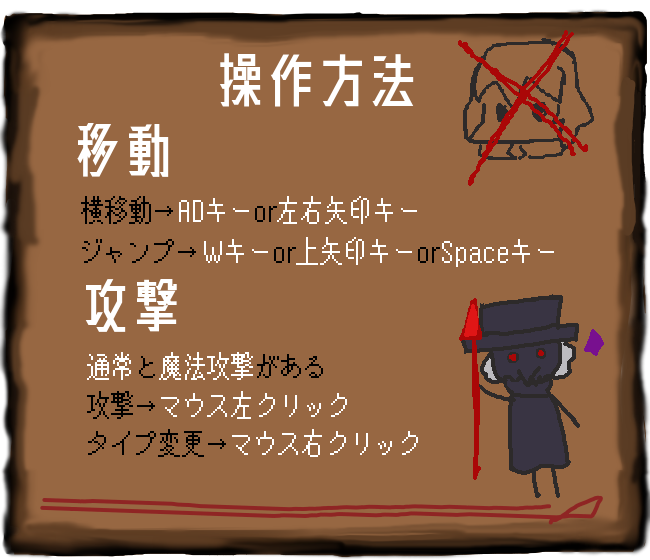 操作方法
移動
横移動→ADキーor左右矢印キー
ジャンプ→Wキーor上矢印キーorSpaceキー
攻撃
通常と魔法攻撃がある
攻撃→マウス左クリック
タイプ変更→マウス右クリック